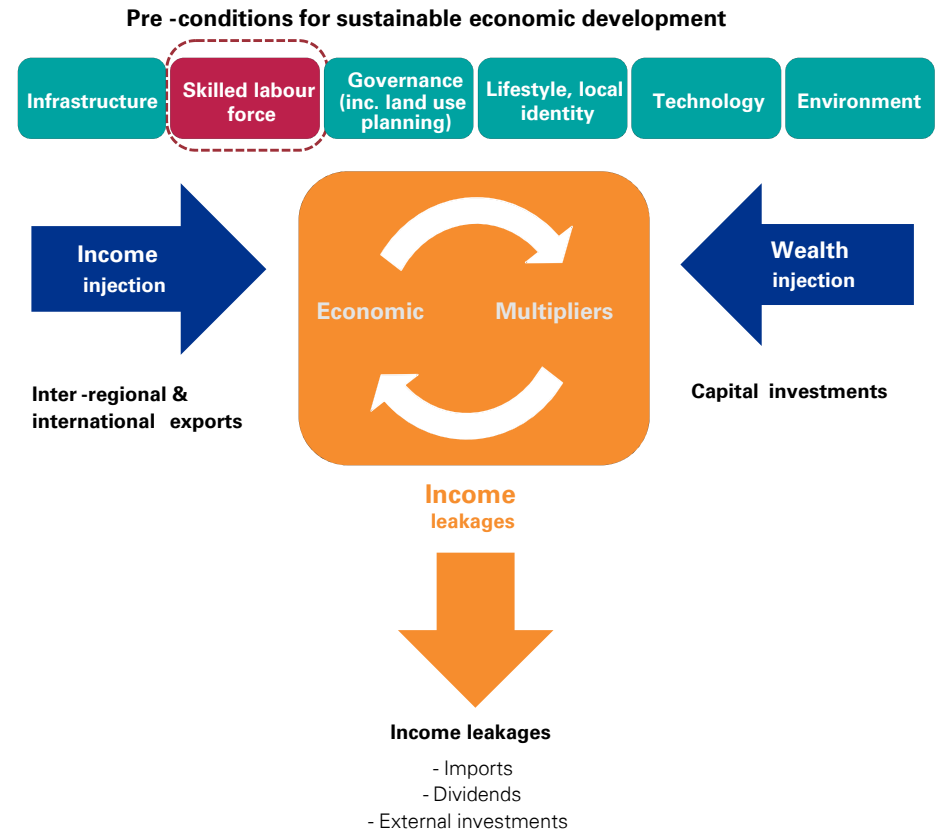 Pre -conditions for sustainable economic development
Infrastructure
Skilled labour
force
Governance
(inc. land use
planning)
Lifestyle, local
identity
Technology
Environment
Income
injection
Wealth
injection
Economic
Multipliers
Inter -regional &
international exports
Capital investments
Income
leakages
Income leakages
- Imports
- Dividends
- External investments